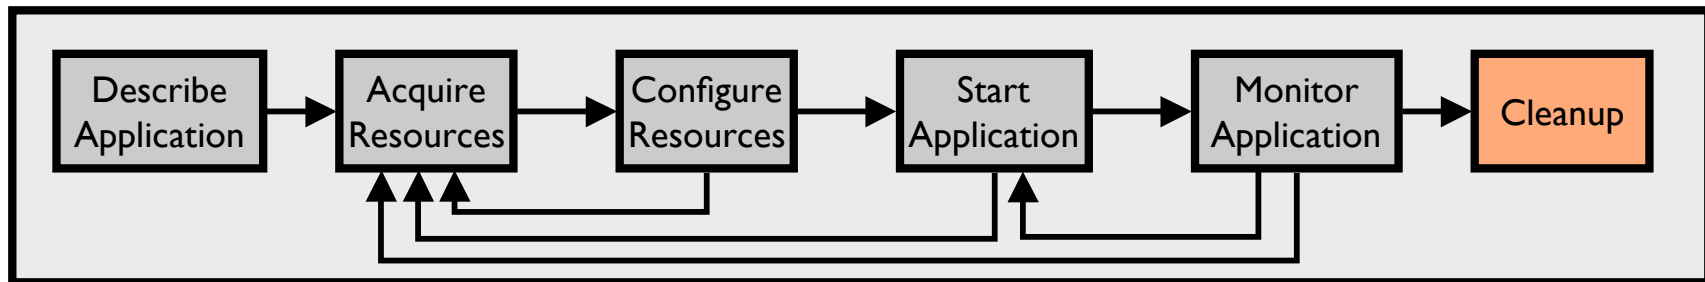 Describe
Application
Acquire
Resources
Configure
Resources
Start
Application
Monitor
Application
Cleanup